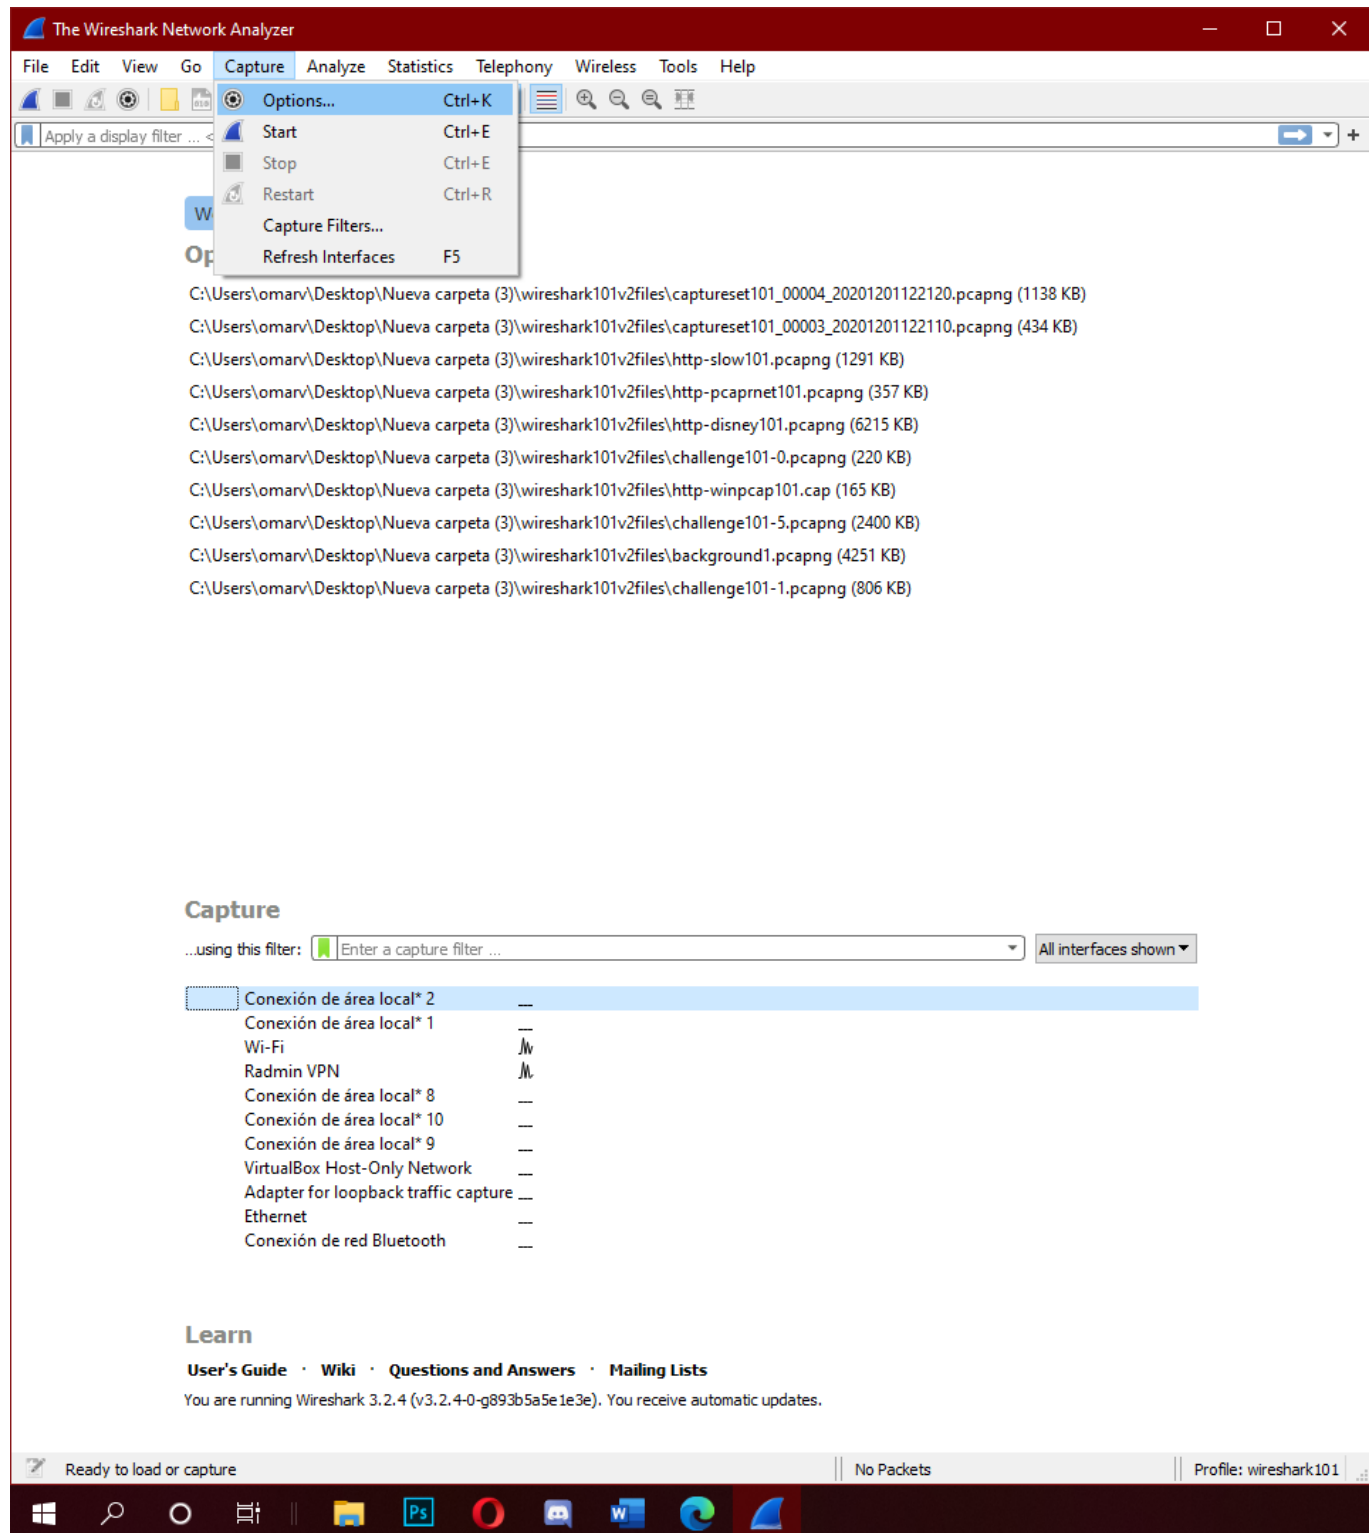 The Wireshark Network Analyzer
File Edit View Go Capture Analyze Statistics Telephony Wireless Tools Help
Options... Ctrl+K
Apply a display filter ... <
Start Ctrl+E
Stop Ctrl+E
Restart Ctrl+R
Capture Filters...
Refresh Interfaces F5
C:\Users\omarv\Desktop\Nueva carpeta (3)\wireshark101v2files\captureset101_00004_20201201122120.pcapng (1138 KB)
C:\Users\omarv\Desktop\Nueva carpeta (3)\wireshark101v2files\captureset101_00003_20201201122110.pcapng (434 KB)
C:\Users\omarv\Desktop\Nueva carpeta (3)\wireshark101v2files\http-slow101.pcapng (1291 KB)
C:\Users\omarv\Desktop\Nueva carpeta (3)\wireshark101v2files\http-pcaprnet101.pcapng (357 KB)
C:\Users\omarv\Desktop\Nueva carpeta (3)\wireshark101v2files\http-disney101.pcapng (6215 KB)
C:\Users\omarv\Desktop\Nueva carpeta (3)\wireshark101v2files\challenge101-0.pcapng (220 KB)
C:\Users\omarv\Desktop\Nueva carpeta (3)\wireshark101v2files\http-winpcap101.cap (165 KB)
C:\Users\omarv\Desktop\Nueva carpeta (3)\wireshark101v2files\challenge101-5.pcapng (2400 KB)
C:\Users\omarv\Desktop\Nueva carpeta (3)\wireshark101v2files\background1.pcapng (4251 KB)
C:\Users\omarv\Desktop\Nueva carpeta (3)\wireshark101v2files\challenge101-1.pcapng (806 KB)
Capture
...using this filter: Enter a capture filter ... All interfaces shown
Conexión de área local* 2
Conexión de área local* 1
Wi-Fi
Radmin VPN
Conexión de área local* 8
Conexión de área local* 10
Conexión de área local* 9
VirtualBox Host-Only Network
Adapter for loopback traffic capture
Ethernet
Conexión de red Bluetooth
Learn
User's Guide · Wiki · Questions and Answers · Mailing Lists
You are running Wireshark 3.2.4 (v3.2.4-0-g893b5a5e1e3e). You receive automatic updates.
Ready to load or capture No Packets Profile: wireshark101
Ps W